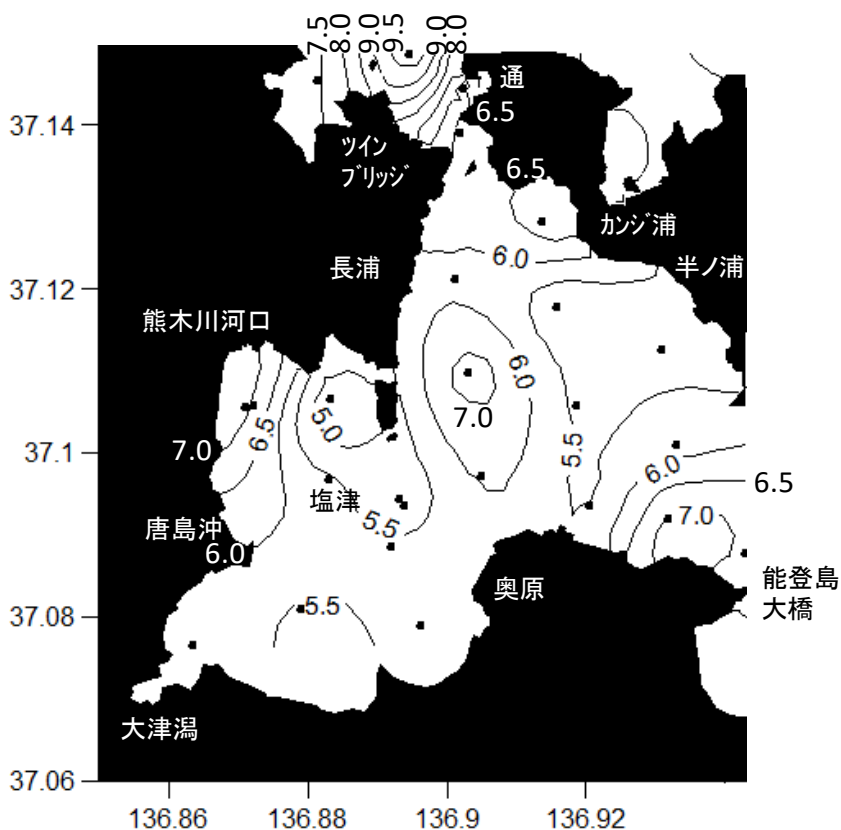 7.5
8.0
9.0
9.5
9.0
8.0
通
37.14
6.5
ツイン
ブリッジ
6.5
カンジ浦
6.0
長浦
半ノ浦
37.12
熊木川河口
6.0
5.0
7.0
6.5
5.5
7.0
37.1
6.0
6.5
塩津
5.5
7.0
唐島沖
6.0
奥原
能登島
大橋
5.5
37.08
大津潟
37.06
136.86
136.88
136.9
136.92